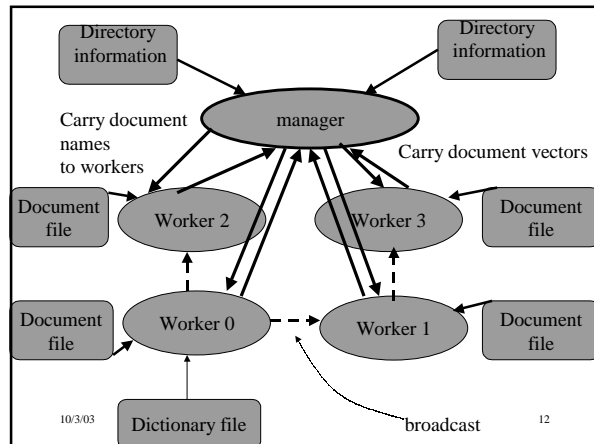 Directory
information
Directory
information
manager
Carry document
names
to workers
Carry document vectors
Document
file
Worker 2
Worker 3
Document
file
Document
file
Worker 0
Worker 1
Document
file
10/3/03
Dictionary file
broadcast
12